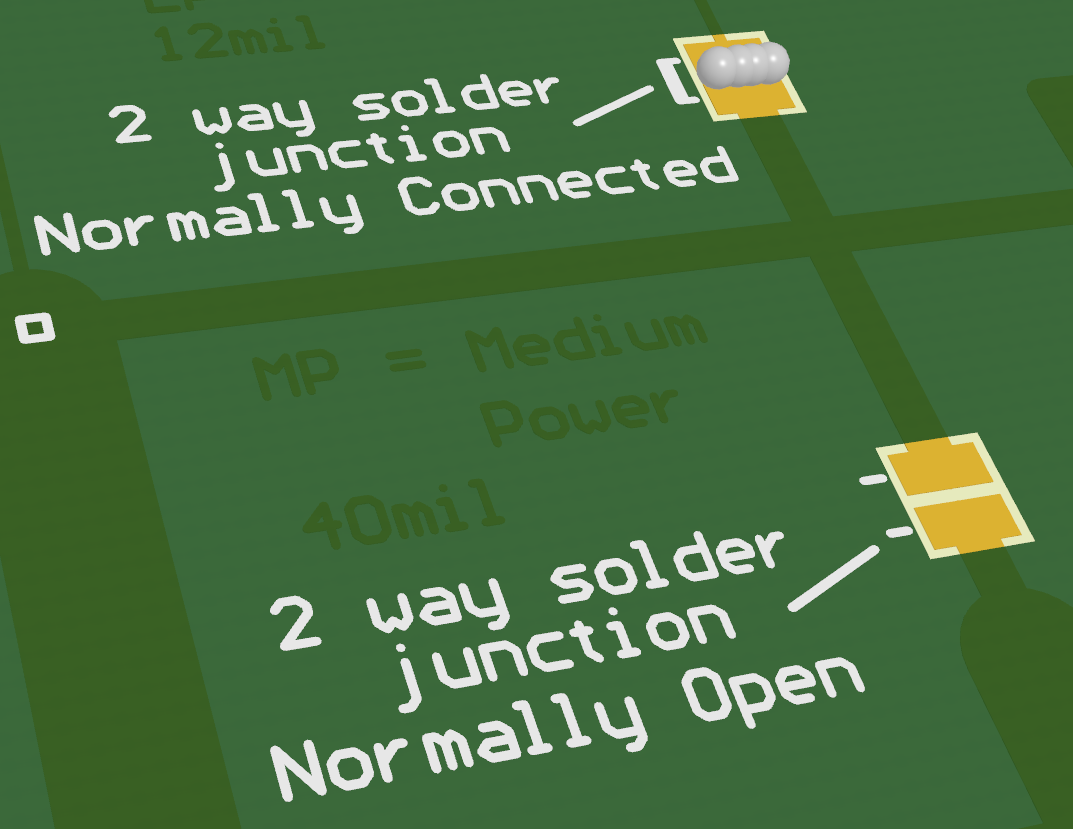 12mil
2 way solder
junction
Normally Connected
MP = Medium
Power
40mil
2 way solder
junction
Normally Open